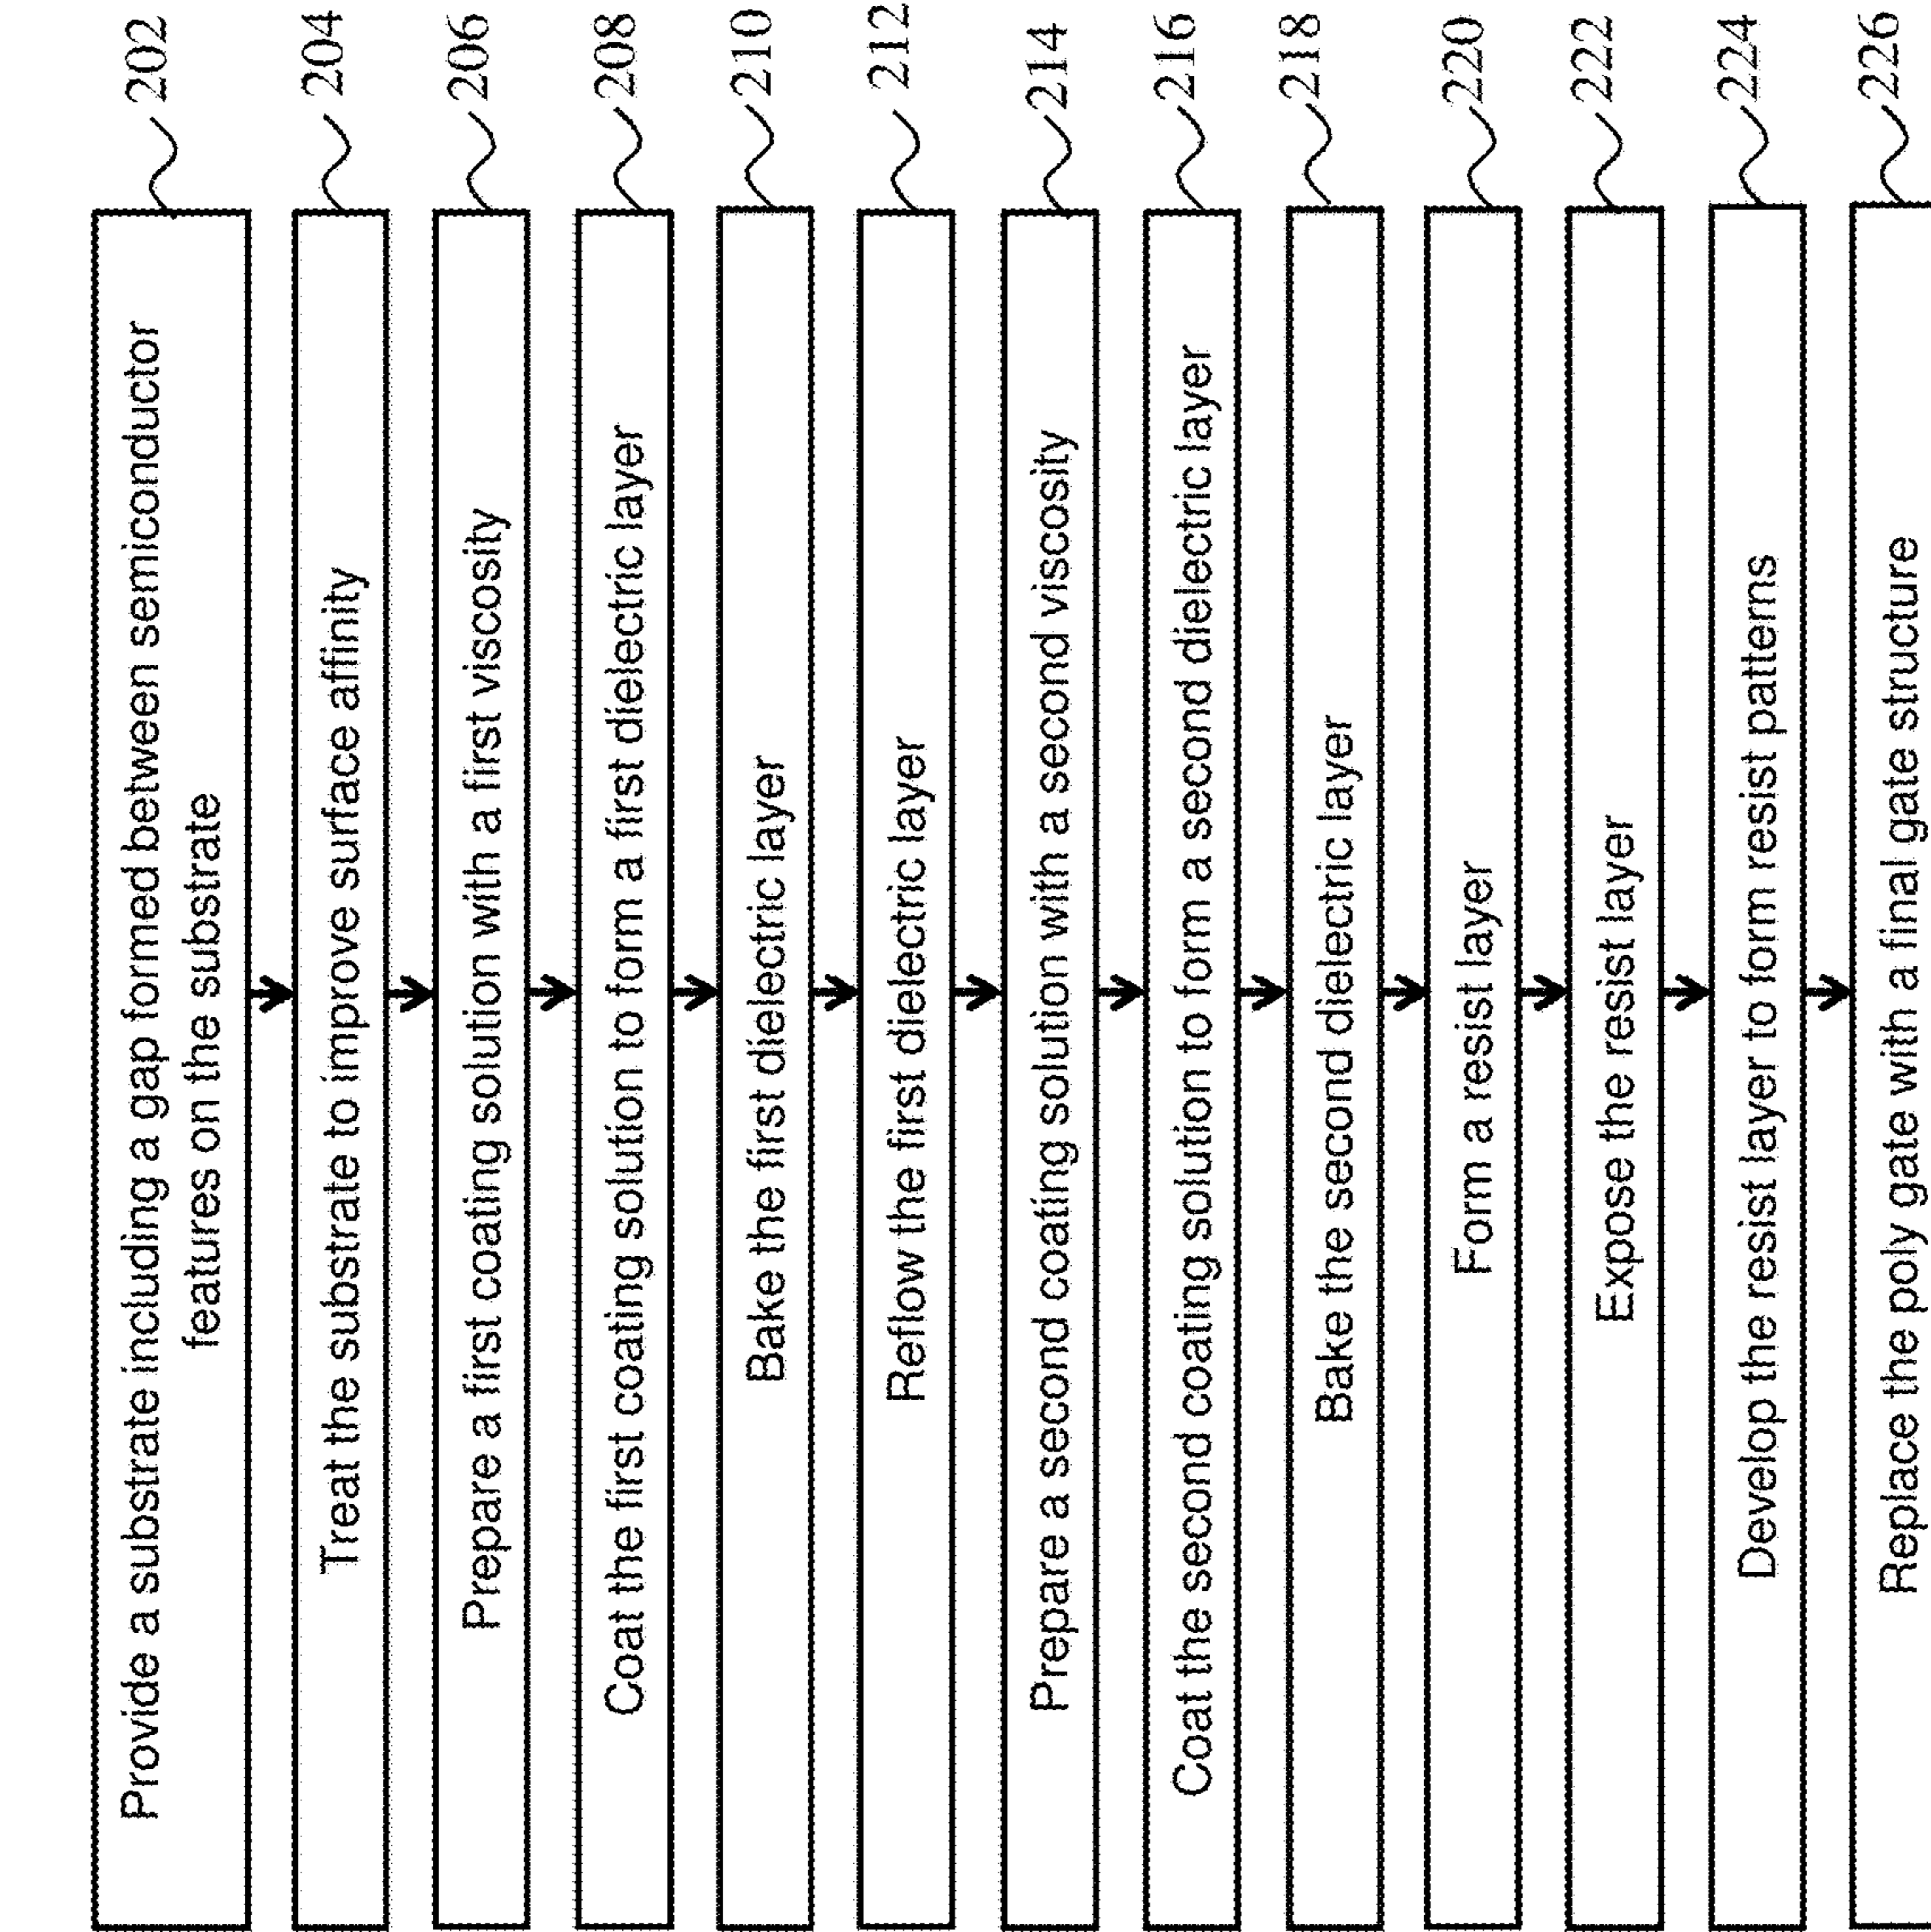 Provide a substrate including a gap formed between semiconductor
features on the substrate
202
Treat the substrate to improve surface affinity
204
Prepare a first coating solution with a first viscosity
206
Coat the first coating solution to form a first dielectric layer
208
Bake the first dielectric layer
210
Reflow the first dielectric layer
212
Prepare a second coating solution with a second viscosity
214
Coat the second coating solution to form a second dielectric layer
216
Bake the second dielectric layer
218
Form a resist layer
220
Expose the resist layer
222
Develop the resist layer to form resist patterns
224
Replace the poly gate with a final gate structure
226